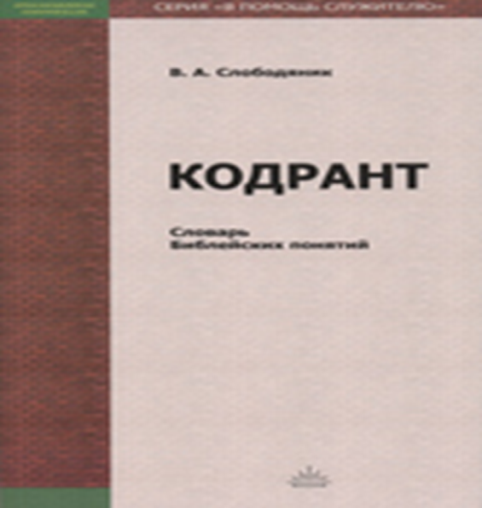 СЕРИЯ «В ПОМОЩЬ СЛУЖИТЕЛЮ»
В. А. Слободяник
КОДРАНТ
Словарь
Библейских понятий